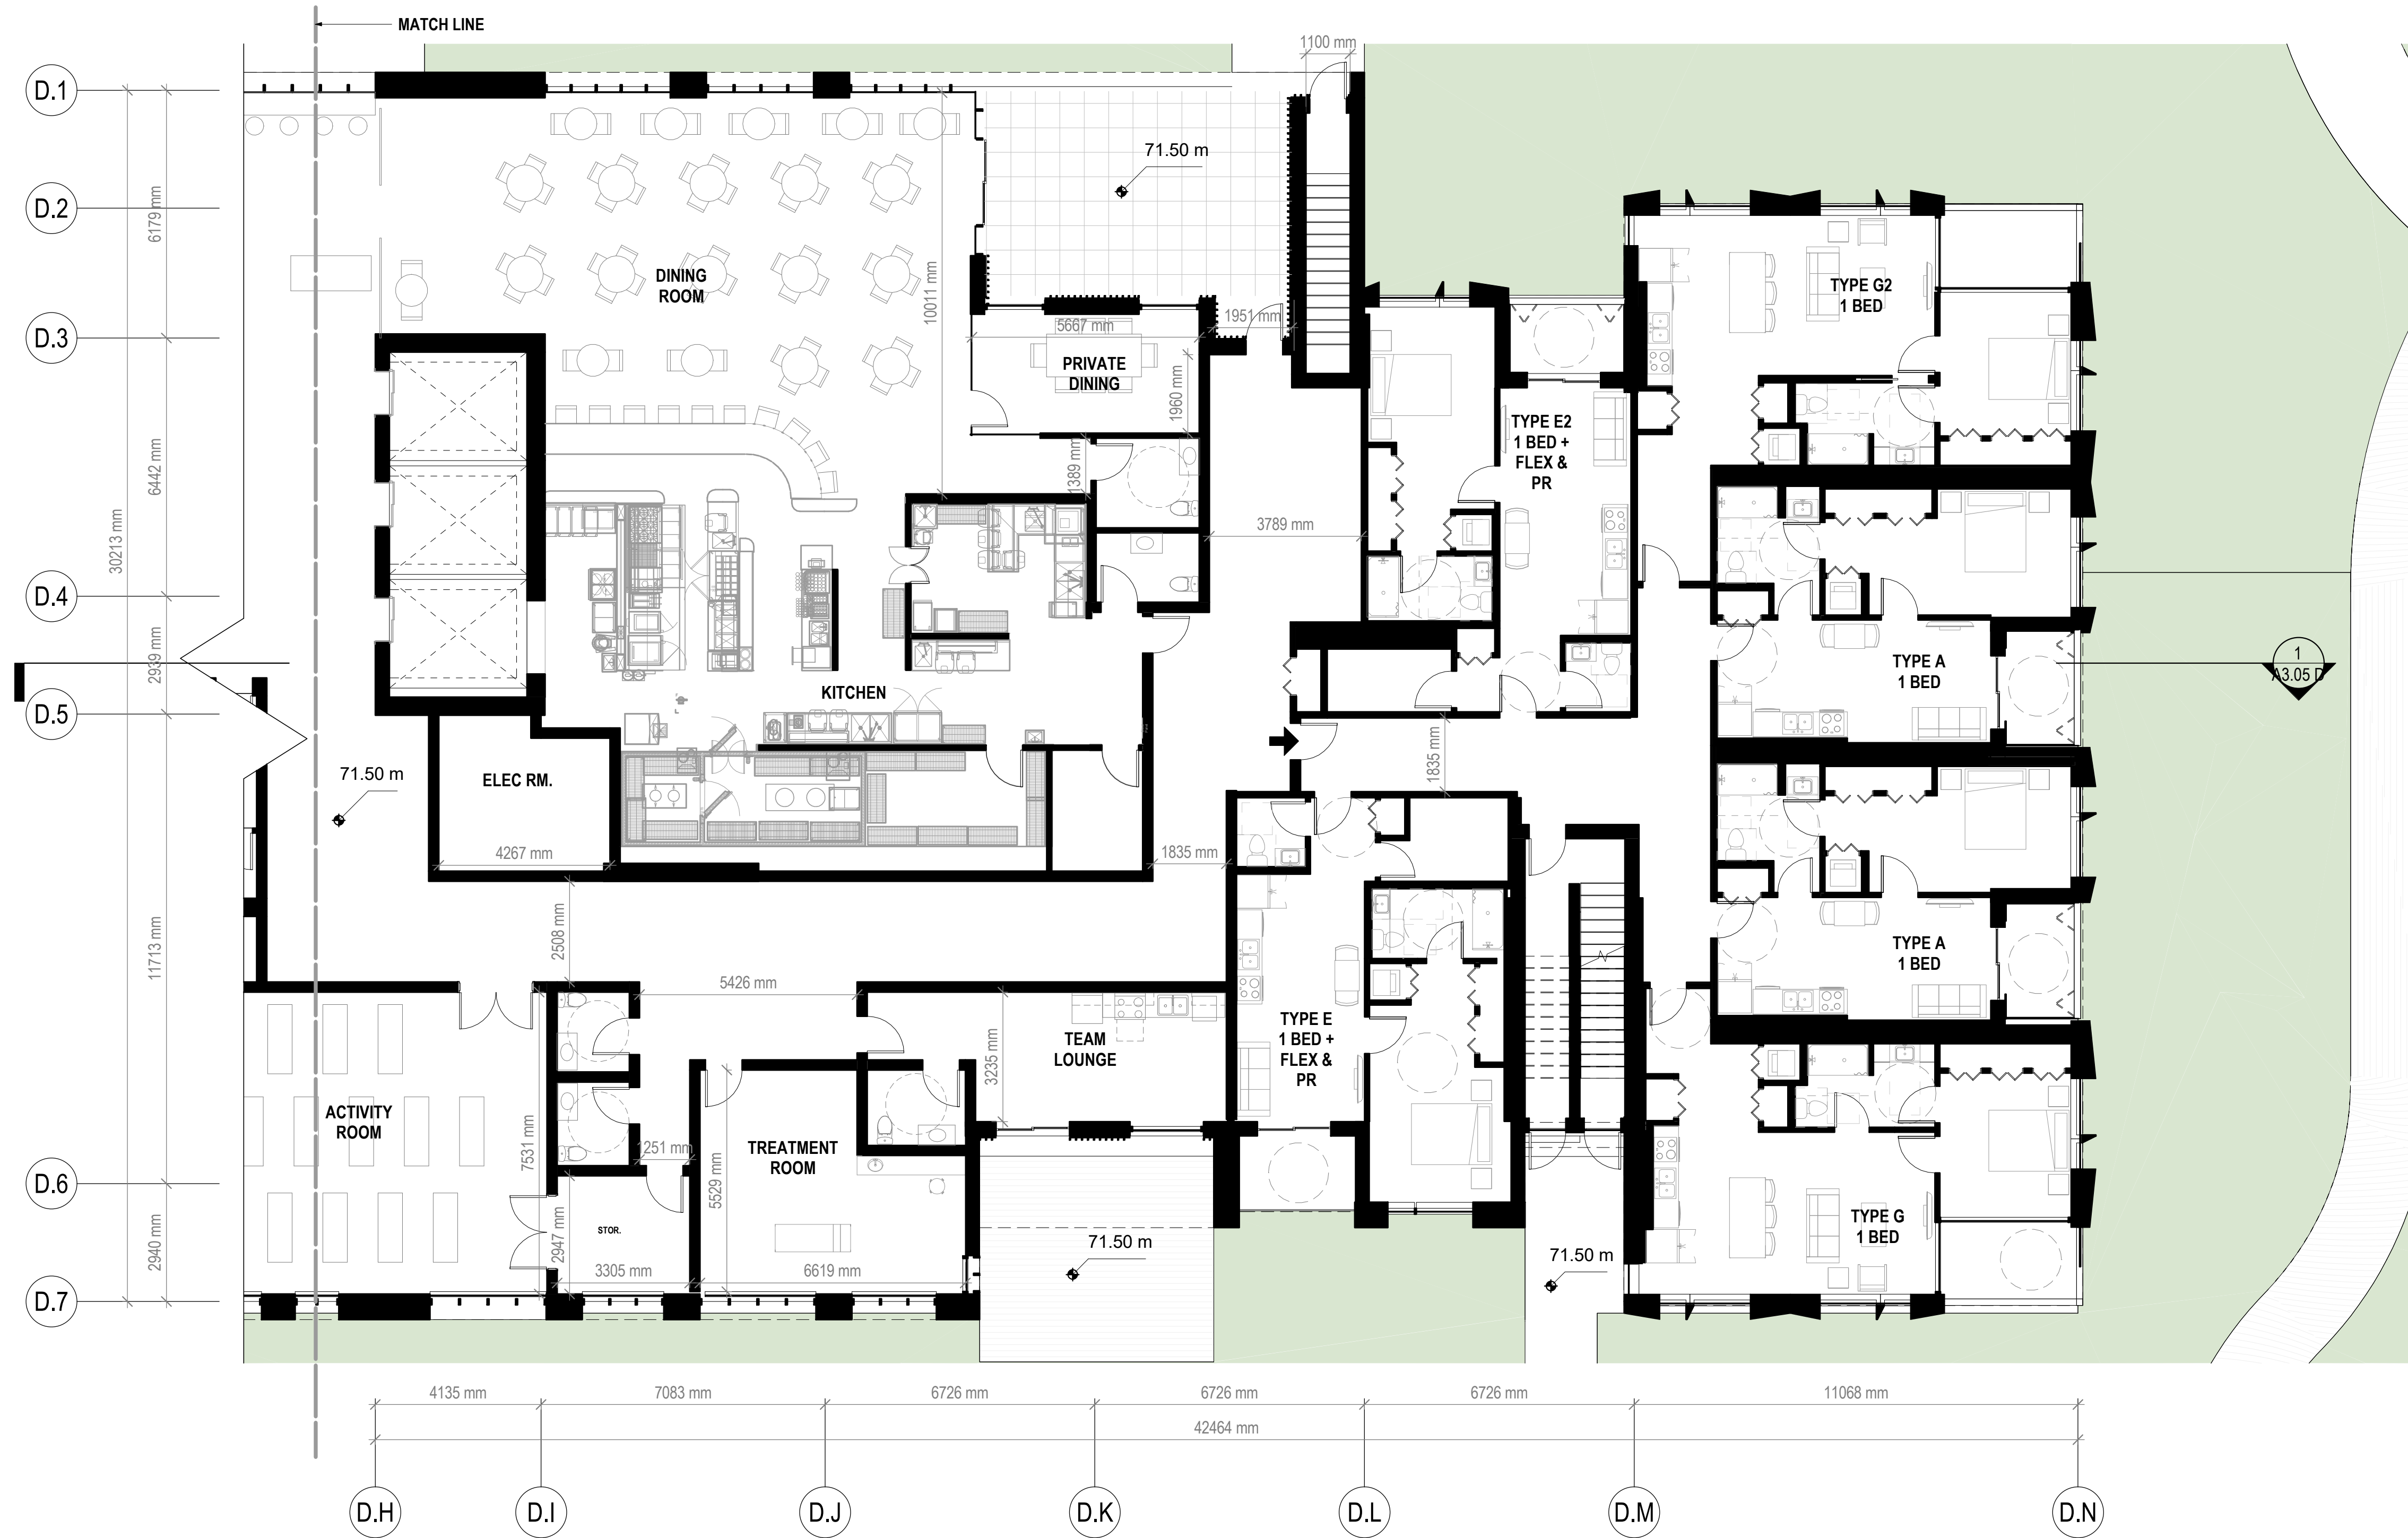 MATCH LINE
1100 mm
D.1
71.50 m
D.2
6179 mm
DINING
ROOM
10011 mm
TYPE G2
1 BED
D.3
5667 mm
1951 mm
PRIVATE
DINING
1960 mm
TYPE E2
1 BED +
FLEX &
PR
1389 mm
6442 mm
30213 mm
3789 mm
D.4
2939 mm
KITCHEN
TYPE A
1 BED
1
A3.05 D
D.5
71.50 m
ELEC RM.
1835 mm
4267 mm
1835 mm
11713 mm
2508 mm
TYPE A
1 BED
5426 mm
TEAM
LOUNGE
3235 mm
TYPE E
1 BED +
FLEX &
PR
ACTIVITY
ROOM
7531 mm
1251 mm
TREATMENT
ROOM
D.6
5529 mm
2947 mm
STOR.
TYPE G
1 BED
2940 mm
71.50 m
71.50 m
3305 mm
6619 mm
D.7
4135 mm
7083 mm
6726 mm
6726 mm
6726 mm
11068 mm
42464 mm
D.H
D.I
D.J
D.K
D.L
D.M
D.N